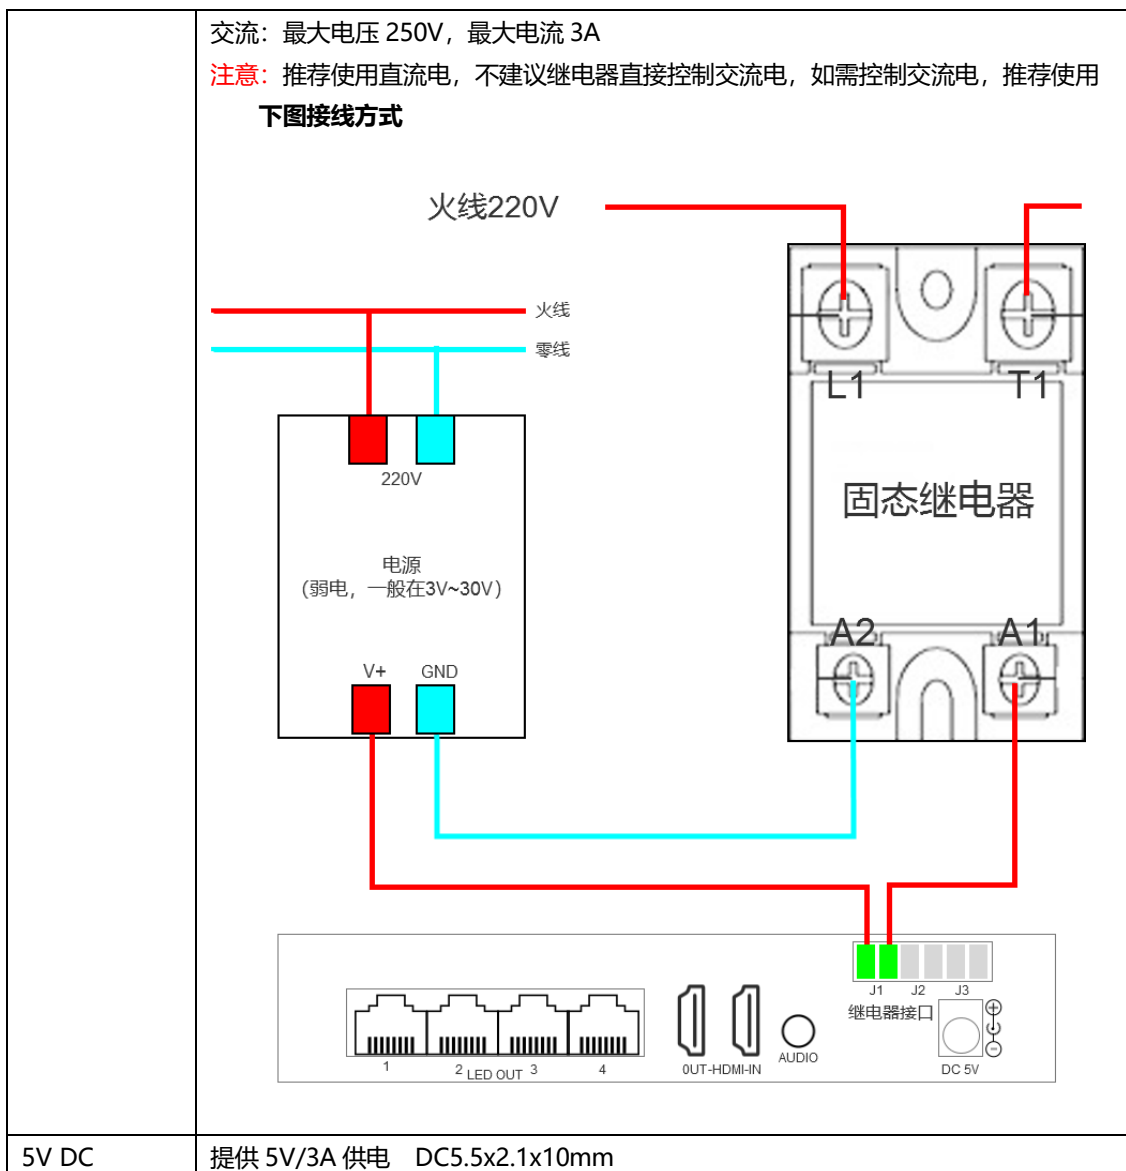 交流：最大电压 250V，最大电流 3A
注意：推荐使用直流电，不建议继电器直接控制交流电，如需控制交流电，推荐使用
下图接线方式
火线220V
火线
零线
L1 T1
220V
固态继电器
电源
（弱电，一般在3V~30V）
A2 A1
V+ GND
J1 J2 J3
继电器接口
1 2 LED OUT 3 4
0UT-HDMI-IN
AUDIO
DC 5V
5V DC 提供 5V/3A 供电 DC5.5x2.1x10mm